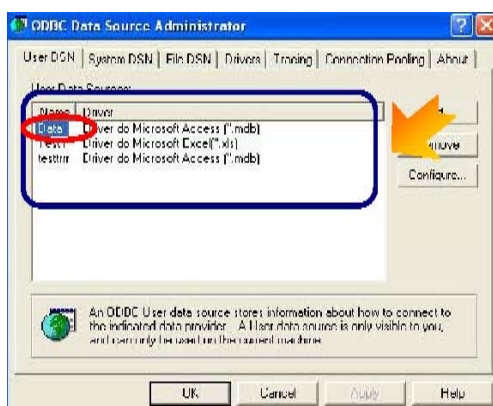 ODBC Data Source Administrator
User DSN System DSN File DSN Drivers Tracing Connection Pooling About
User Data Sources:
Name Driver
Data Driver do Microsoft Access (*.mdb)
Driver do Microsoft Excel(*.xls)
Driver do Microsoft Access (*.mdb)
Configure...
An ODBC User data source stores information about how to connect to
the indicated data provider. A User data source is only visible to you,
and can only be used on the current machine.
OK Cancel Apply Help